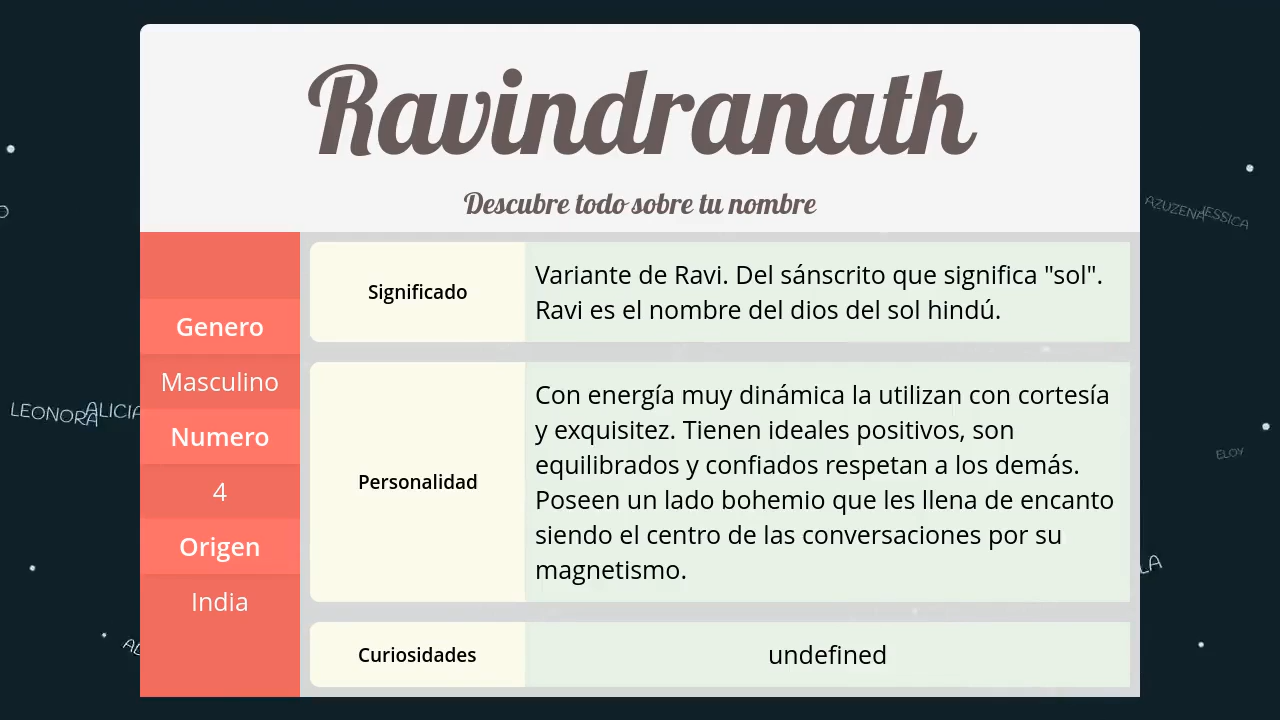 Ravindranath
Descubre todo sobre tu nombre
Genero
Masculino
Numero
4
Origen
India
Significado
Variante de Ravi. Del sánscrito que significa "sol".
Ravi es el nombre del dios del sol hindú.
Personalidad
Con energía muy dinámica la utilizan con cortesía
y exquisitez. Tienen ideales positivos, son
equilibrados y confiados respetan a los demás.
Poseen un lado bohemio que les llena de encanto
siendo el centro de las conversaciones por su
magnetismo.
Curiosidades
undefined
LEONORA
ALICIA
AZUZENA
JESSICA
ELOY